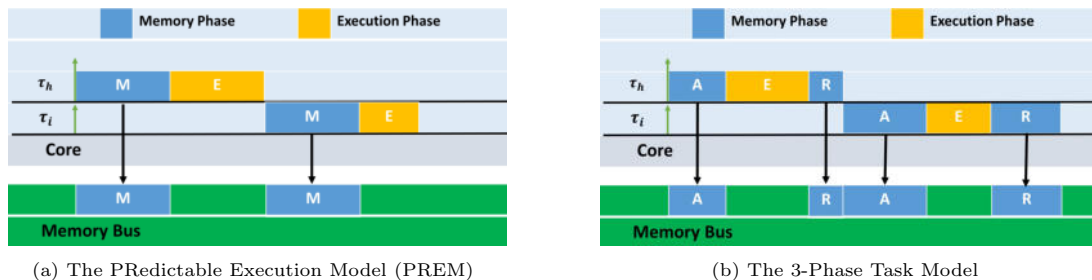 Memory Phase Execution Phase
τh M E
τi M E
Core
M M
Memory Bus
(a) The PRedictable Execution Model (PREM)
Memory Phase Execution Phase
τh A E R
τi A E R
Core
A R A R
Memory Bus
(b) The 3-Phase Task Model